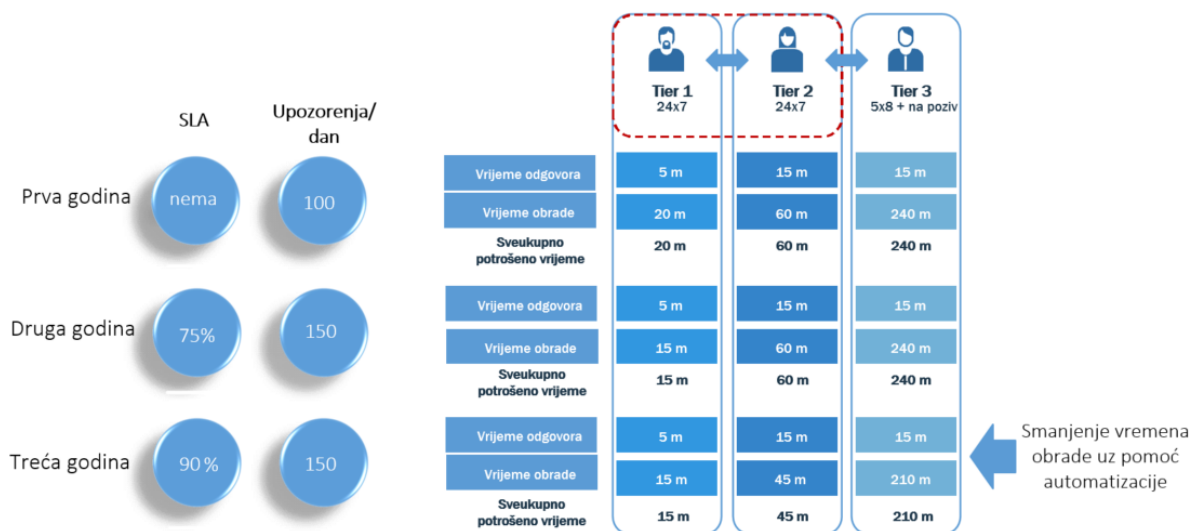 Tier 1
24x7
Tier 2
24x7
Tier 3
5x8 + na poziv
SLA
Upozorenja/
dan
Prva godina
nema
100
Vrijeme odgovora
5 m
15 m
15 m
Vrijeme obrade
20 m
60 m
240 m
Sveukupno
potrošeno vrijeme
20 m
60 m
240 m
Druga godina
75%
150
Vrijeme odgovora
5 m
15 m
15 m
Vrijeme obrade
15 m
60 m
240 m
Sveukupno
potrošeno vrijeme
15 m
60 m
240 m
Treća godina
90 %
150
Vrijeme odgovora
5 m
15 m
15 m
Vrijeme obrade
15 m
45 m
210 m
Sveukupno
potrošeno vrijeme
15 m
45 m
210 m
Smanjenje vremena
obrade uz pomoć
automatizacije